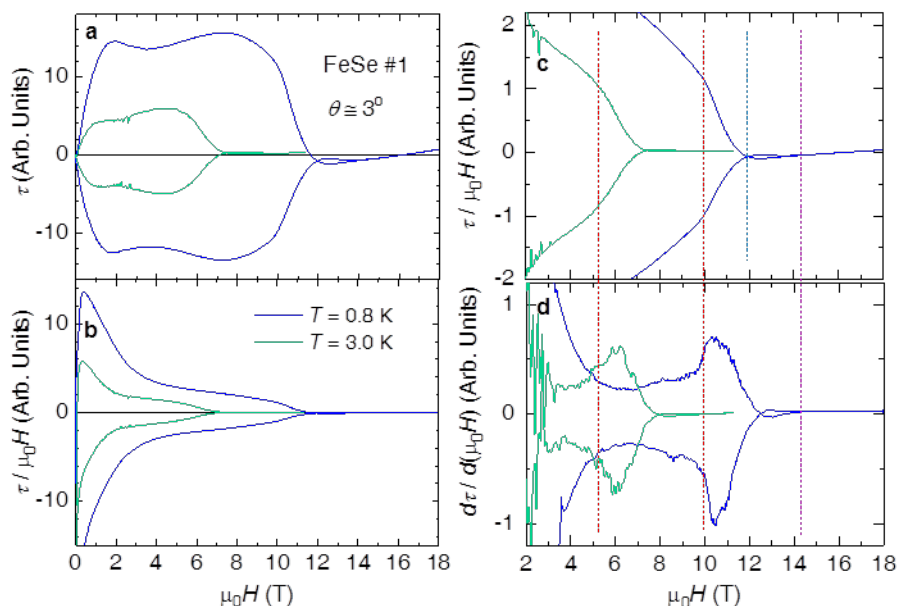 a
FeSe #1
θ≅3º
τ (Arb. Units)
10
0
-10
b
T = 0.8 K
T = 3.0 K
τ / μ₀H (Arb. Units)
10
0
-10
0 2 4 6 8 10 12 14 16 18
μ₀H (T)
c
τ / μ₀H (Arb. Units)
2
1
0
-1
-2
d
dτ / d(μ₀H) (Arb. Units)
1
0
-1
2 4 6 8 10 12 14 16 18
μ₀H (T)